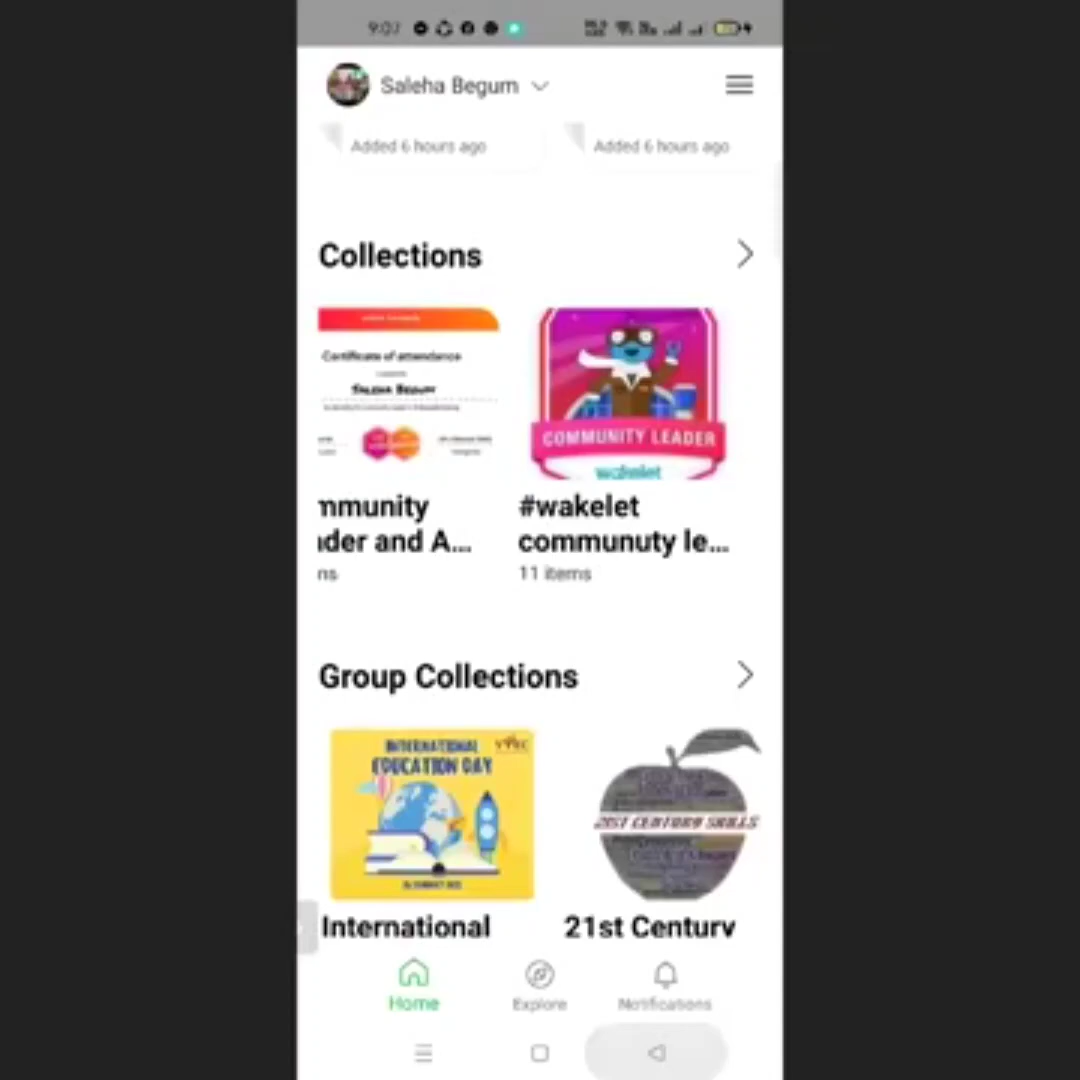 9:07
Saleha Begum
Added 6 hours ago
Added 6 hours ago
Collections
Certificate of attendance
SALEHA BEGUM
COMMUNITY LEADER
wakelet
mmunity
der and A...
ns
#wakelet
communuty le...
11 items
Group Collections
INTERNATIONAL
EDUCATION DAY
21ST CENTURY SKILLS
International
21st Century
Home
Explore
Notifications